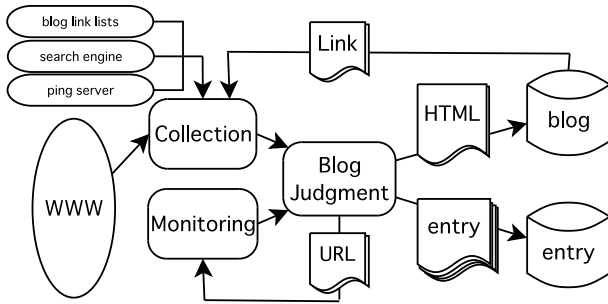 blog link lists
search engine
ping server
Link
Collection
HTML
blog
WWW
Blog
Judgment
Monitoring
URL
entry
entry